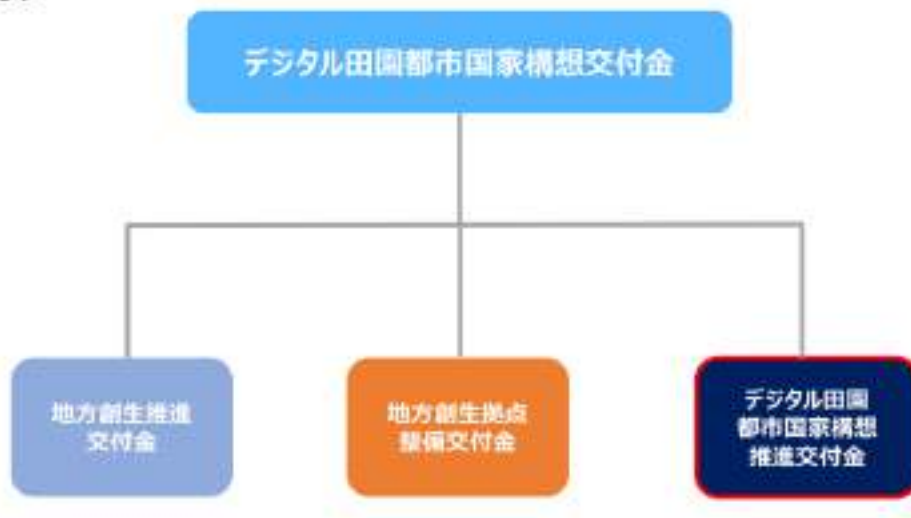 デジタル田園都市国家構想交付金
地方創生推進
交付金
地方創生拠点
整備交付金
デジタル田園
都市国家構想
推進交付金